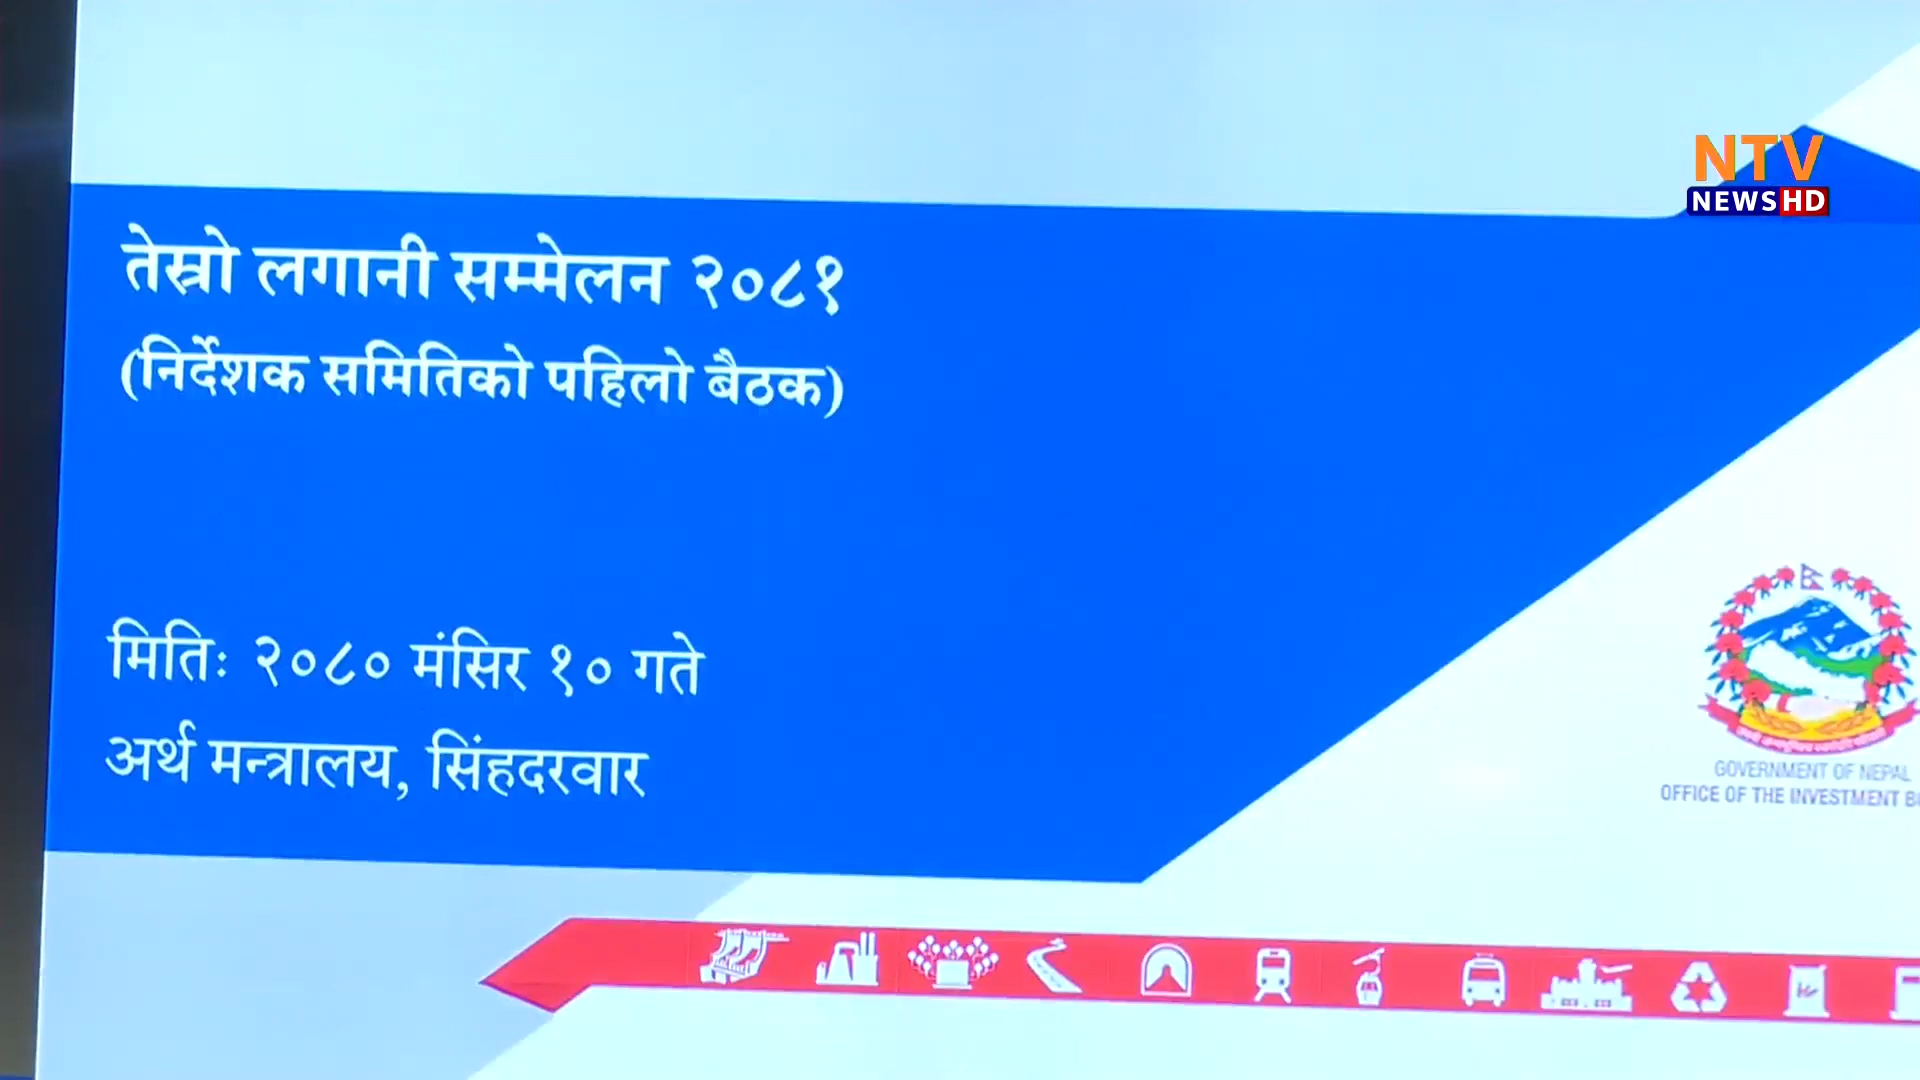 NTV
NEWS HD
तेस्रो लगानी सम्मेलन २०८१
(निर्देशक समितिको पहिलो बैठक)
मितिः २०८० मंसिर १० गते
अर्थ मन्त्रालय, सिंहदरवार
GOVERNMENT OF NEPAL
OFFICE OF THE INVESTMENT